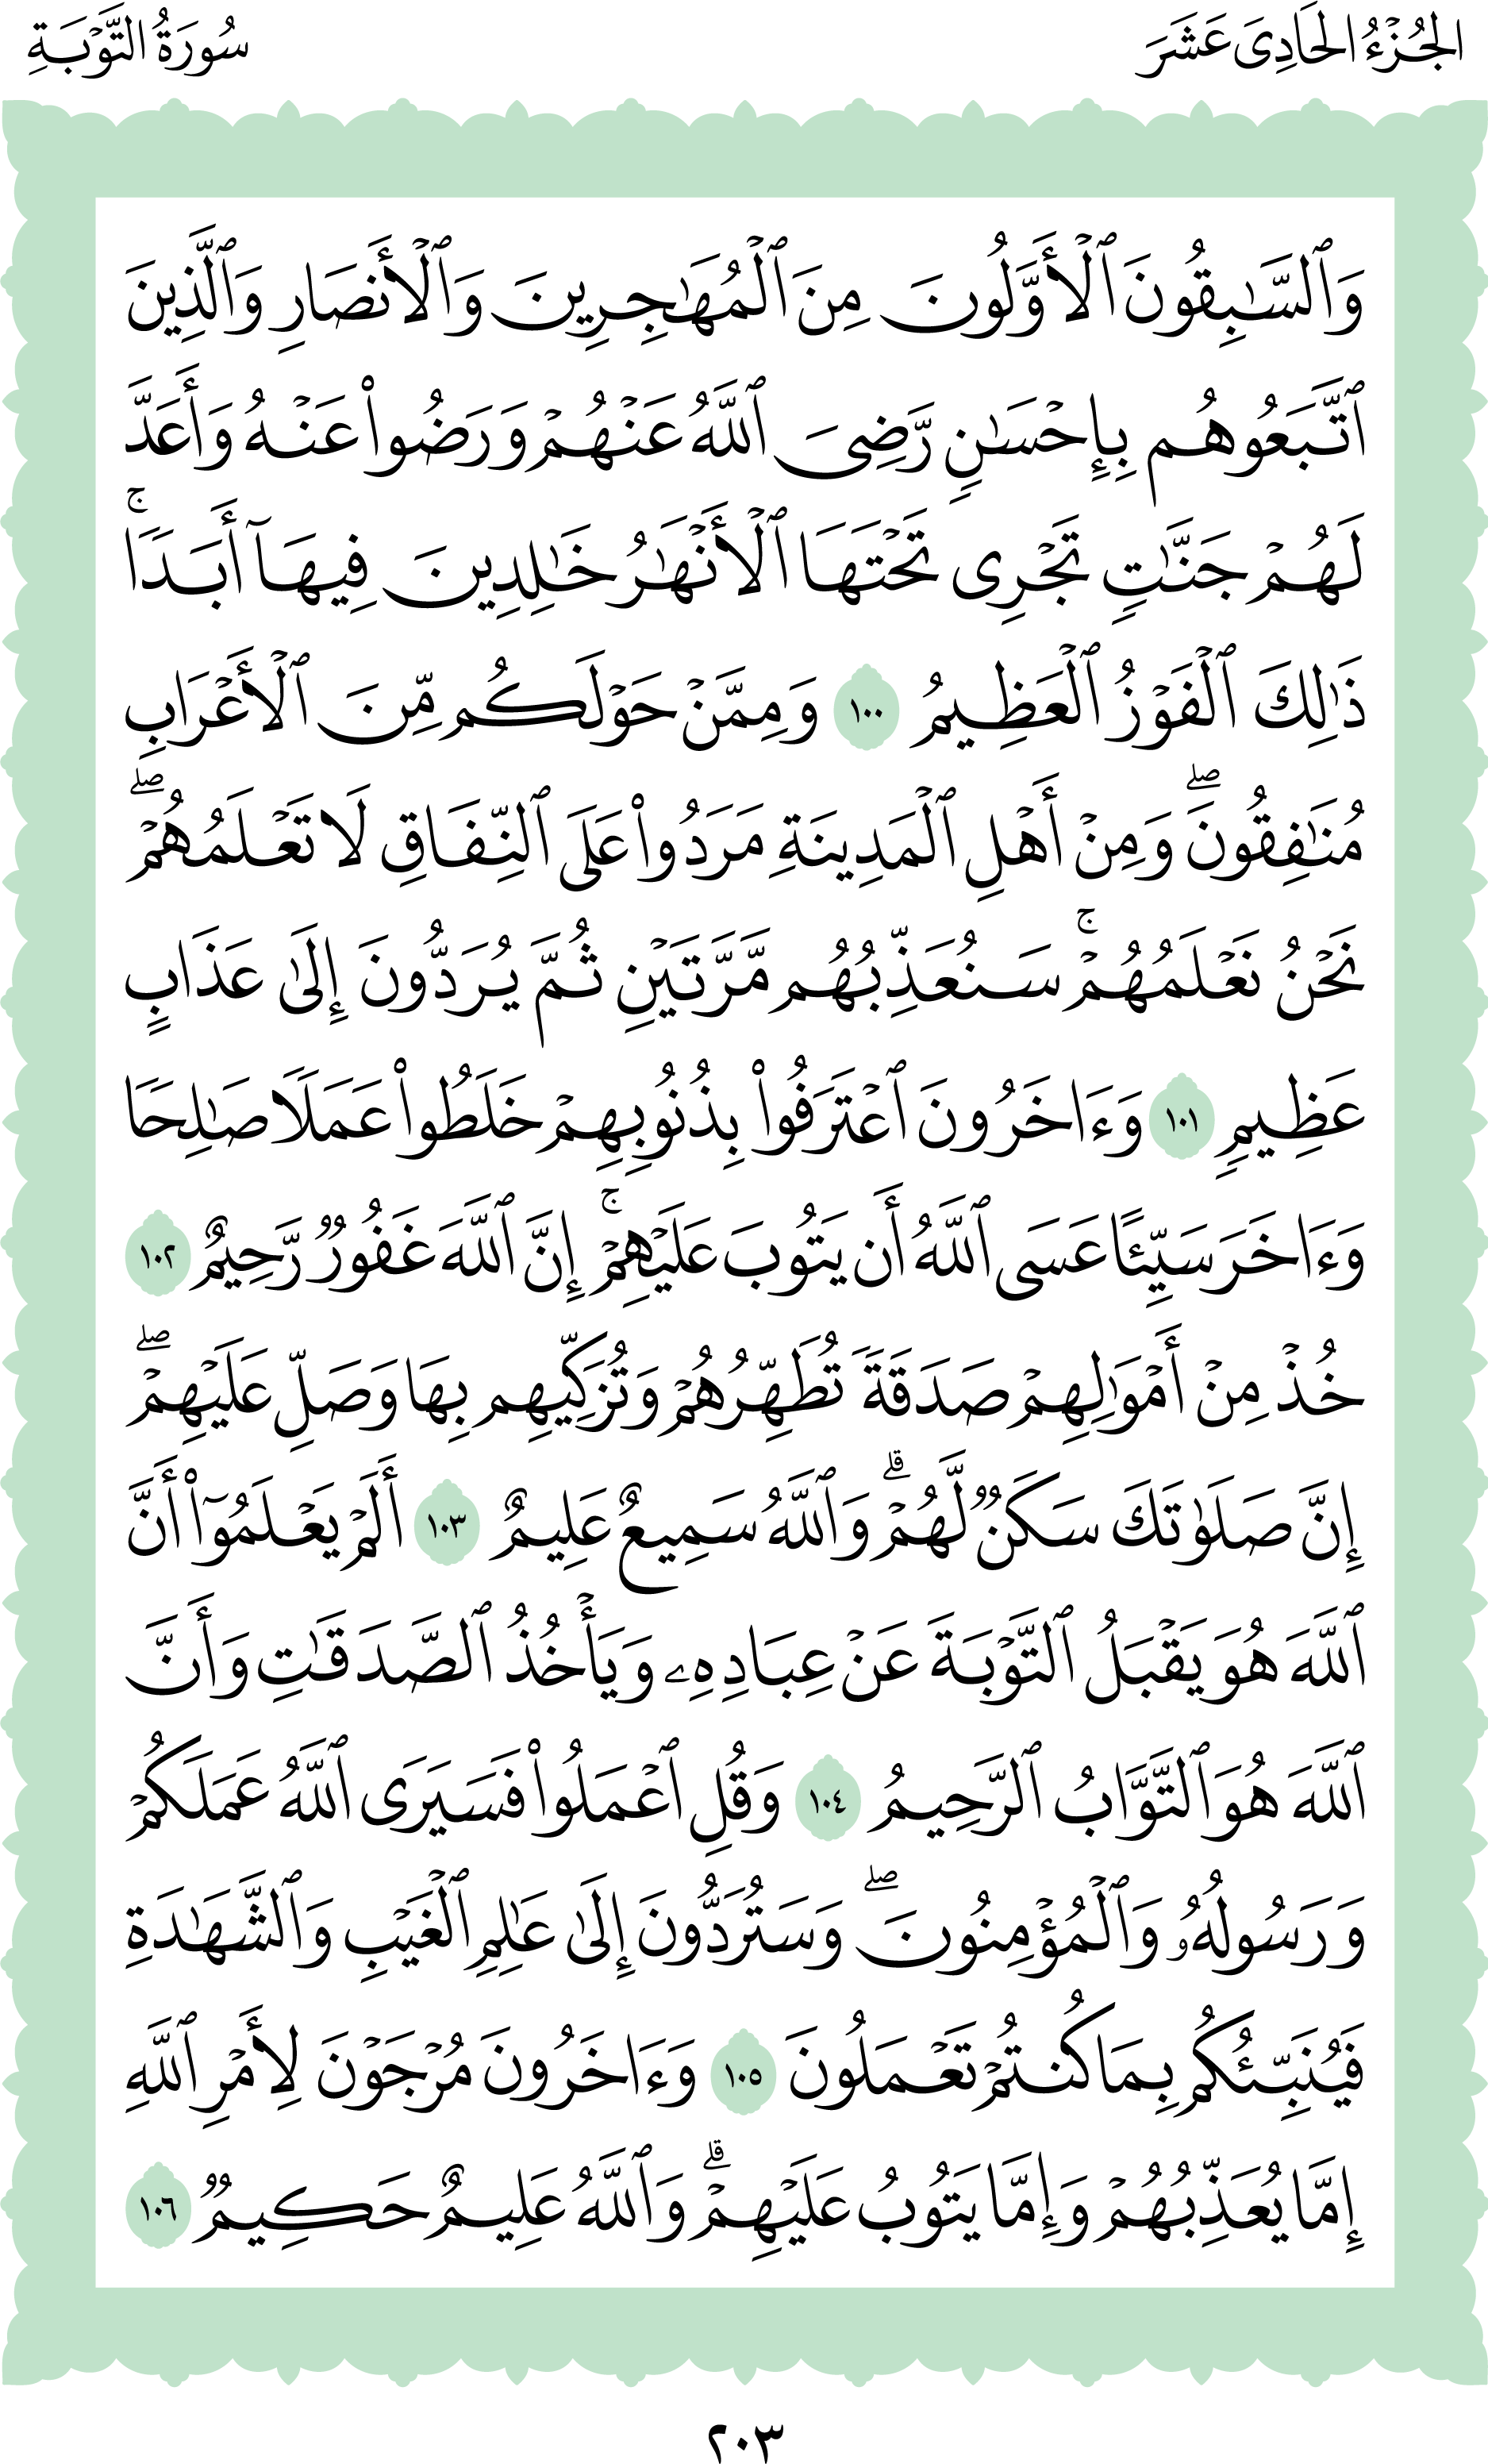 الجُزْءُ الحَادِىَ عَشَرَ
سُورَةُ التَّوْبَةِ
وَٱلسَّٰبِقُونَ ٱلْأَوَّلُونَ مِنَ ٱلْمُهَٰجِرِينَ وَٱلْأَنصَارِ وَٱلَّذِينَ
ٱتَّبَعُوهُم بِإِحْسَٰنٍ رَّضِىَ ٱللَّهُ عَنْهُمْ وَرَضُوا۟ عَنْهُ وَأَعَدَّ
لَهُمْ جَنَّٰتٍ تَجْرِى تَحْتَهَا ٱلْأَنْهَٰرُ خَٰلِدِينَ فِيهَآ أَبَدًا ۚ
ذَٰلِكَ ٱلْفَوْزُ ٱلْعَظِيمُ ١٠٠ وَمِمَّنْ حَوْلَكُم مِّنَ ٱلْأَعْرَابِ
مُنَٰفِقُونَ ۖ وَمِنْ أَهْلِ ٱلْمَدِينَةِ مَرَدُوا۟ عَلَى ٱلنِّفَاقِ لَا تَعْلَمُهُمْ ۖ
نَحْنُ نَعْلَمُهُمْ ۚ سَنُعَذِّبُهُم مَّرَّتَيْنِ ثُمَّ يُرَدُّونَ إِلَىٰ عَذَابٍ
عَظِيمٍ ١٠١ وَءَاخَرُونَ ٱعْتَرَفُوا۟ بِذُنُوبِهِمْ خَلَطُوا۟ عَمَلًا صَٰلِحًا
وَءَاخَرَ سَيِّئًا عَسَى ٱللَّهُ أَن يَتُوبَ عَلَيْهِمْ ۚ إِنَّ ٱللَّهَ غَفُورٌ رَّحِيمٌ ١٠٢
خُذْ مِنْ أَمْوَٰلِهِمْ صَدَقَةً تُطَهِّرُهُمْ وَتُزَكِّيهِم بِهَا وَصَلِّ عَلَيْهِمْ ۖ
إِنَّ صَلَوٰتَكَ سَكَنٌ لَّهُمْ ۗ وَٱللَّهُ سَمِيعٌ عَلِيمٌ ١٠٣ أَلَمْ يَعْلَمُوٓا۟ أَنَّ
ٱللَّهَ هُوَ يَقْبَلُ ٱلتَّوْبَةَ عَنْ عِبَادِهِۦ وَيَأْخُذُ ٱلصَّدَقَٰتِ وَأَنَّ
ٱللَّهَ هُوَ ٱلتَّوَّابُ ٱلرَّحِيمُ ١٠٤ وَقُلِ ٱعْمَلُوا۟ فَسَيَرَى ٱللَّهُ عَمَلَكُمْ
وَرَسُولُهُۥ وَٱلْمُؤْمِنُونَ ۖ وَسَتُرَدُّونَ إِلَىٰ عَٰلِمِ ٱلْغَيْبِ وَٱلشَّهَٰدَةِ
فَيُنَبِّئُكُم بِمَا كُنتُمْ تَعْمَلُونَ ١٠٥ وَءَاخَرُونَ مُرْجَوْنَ لِأَمْرِ ٱللَّهِ
إِمَّا يُعَذِّبُهُمْ وَإِمَّا يَتُوبُ عَلَيْهِمْ ۗ وَٱللَّهُ عَلِيمٌ حَكِيمٌ ١٠٦
٢٠٣